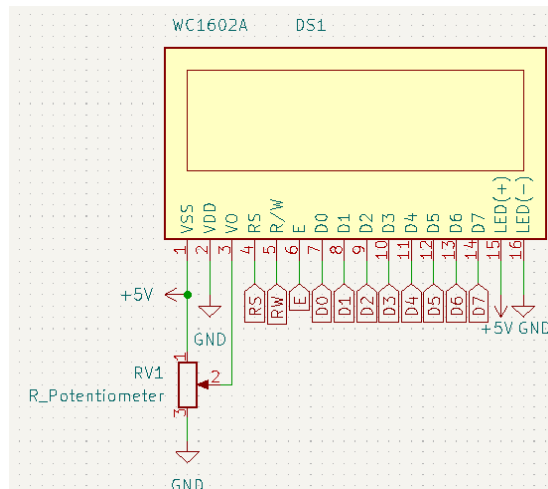 WC1602A DS1
VSS VDD VO RS R/W E D0 D1 D2 D3 D4 D5 D6 D7 LED(+) LED(-)
1 2 3 4 5 6 7 8 9 10 11 12 13 14 15 16
+5V
RS RW E D0 D1 D2 D3 D4 D5 D6 D7
+5V GND
GND
1
RV1
2
R_Potentiometer
3
GND